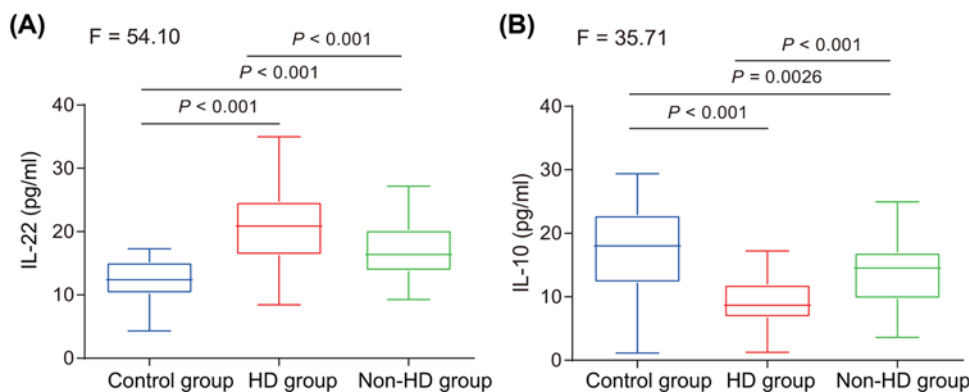 (A)
F = 54.10
P < 0.001
P < 0.001
P < 0.001
IL-22 (pg/ml)
40
30
20
10
0
Control group HD group Non-HD group
(B)
F = 35.71
P < 0.001
P = 0.0026
P < 0.001
IL-10 (pg/ml)
40
30
20
10
0
Control group HD group Non-HD group